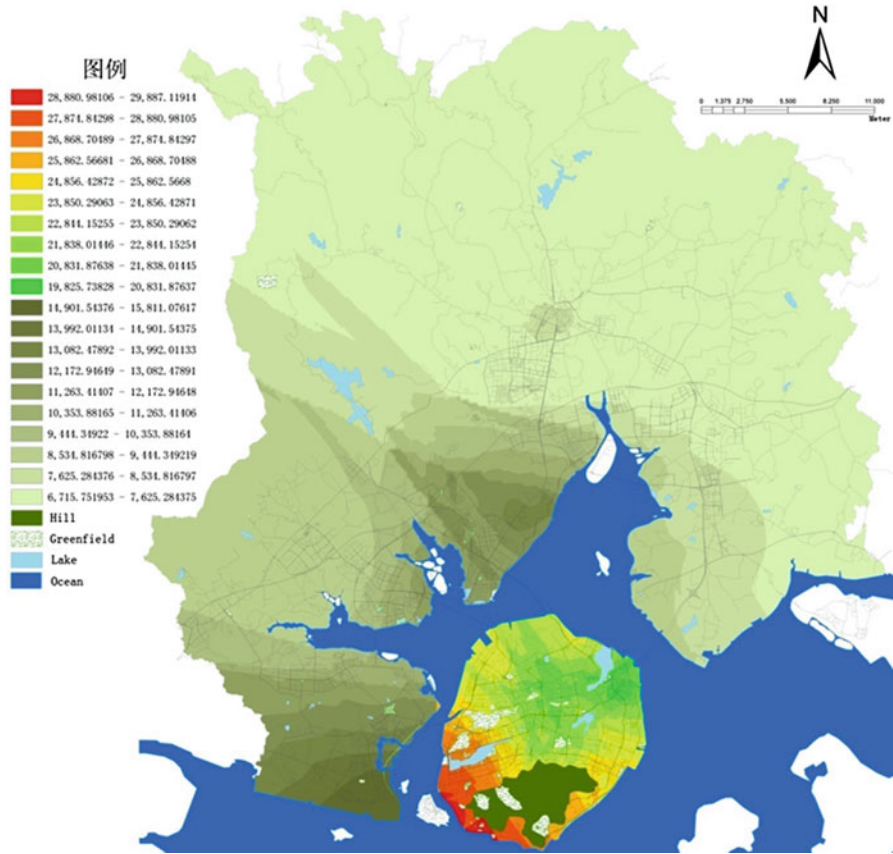 N
图例
0 1.375 2.750 5.500 8.250 11.000
Meter
28,880.98106 - 29,887.11914
27,874.84298 - 28,880.98105
26,868.70489 - 27,874.84297
25,862.56681 - 26,868.70488
24,856.42872 - 25,862.5668
23,850.29063 - 24,856.42871
22,844.15255 - 23,850.29062
21,838.01446 - 22,844.15254
20,831.87638 - 21,838.01445
19,825.73828 - 20,831.87637
14,901.54376 - 15,811.07617
13,992.01134 - 14,901.54375
13,082.47892 - 13,992.01133
12,172.94649 - 13,082.47891
11,263.41407 - 12,172.94648
10,353.88165 - 11,263.41406
9,444.34922 - 10,353.88164
8,534.816798 - 9,444.349219
7,625.284376 - 8,534.816797
6,715.751953 - 7,625.284375
Hill
Greenfield
Lake
Ocean